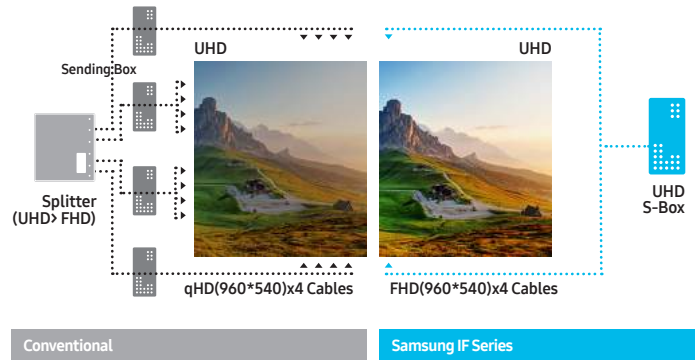 UHD
UHD
Sending Box
Splitter
(UHD> FHD)
UHD
S-Box
qHD(960*540)x4 Cables
FHD(960*540)x4 Cables
Conventional
Samsung IF Series